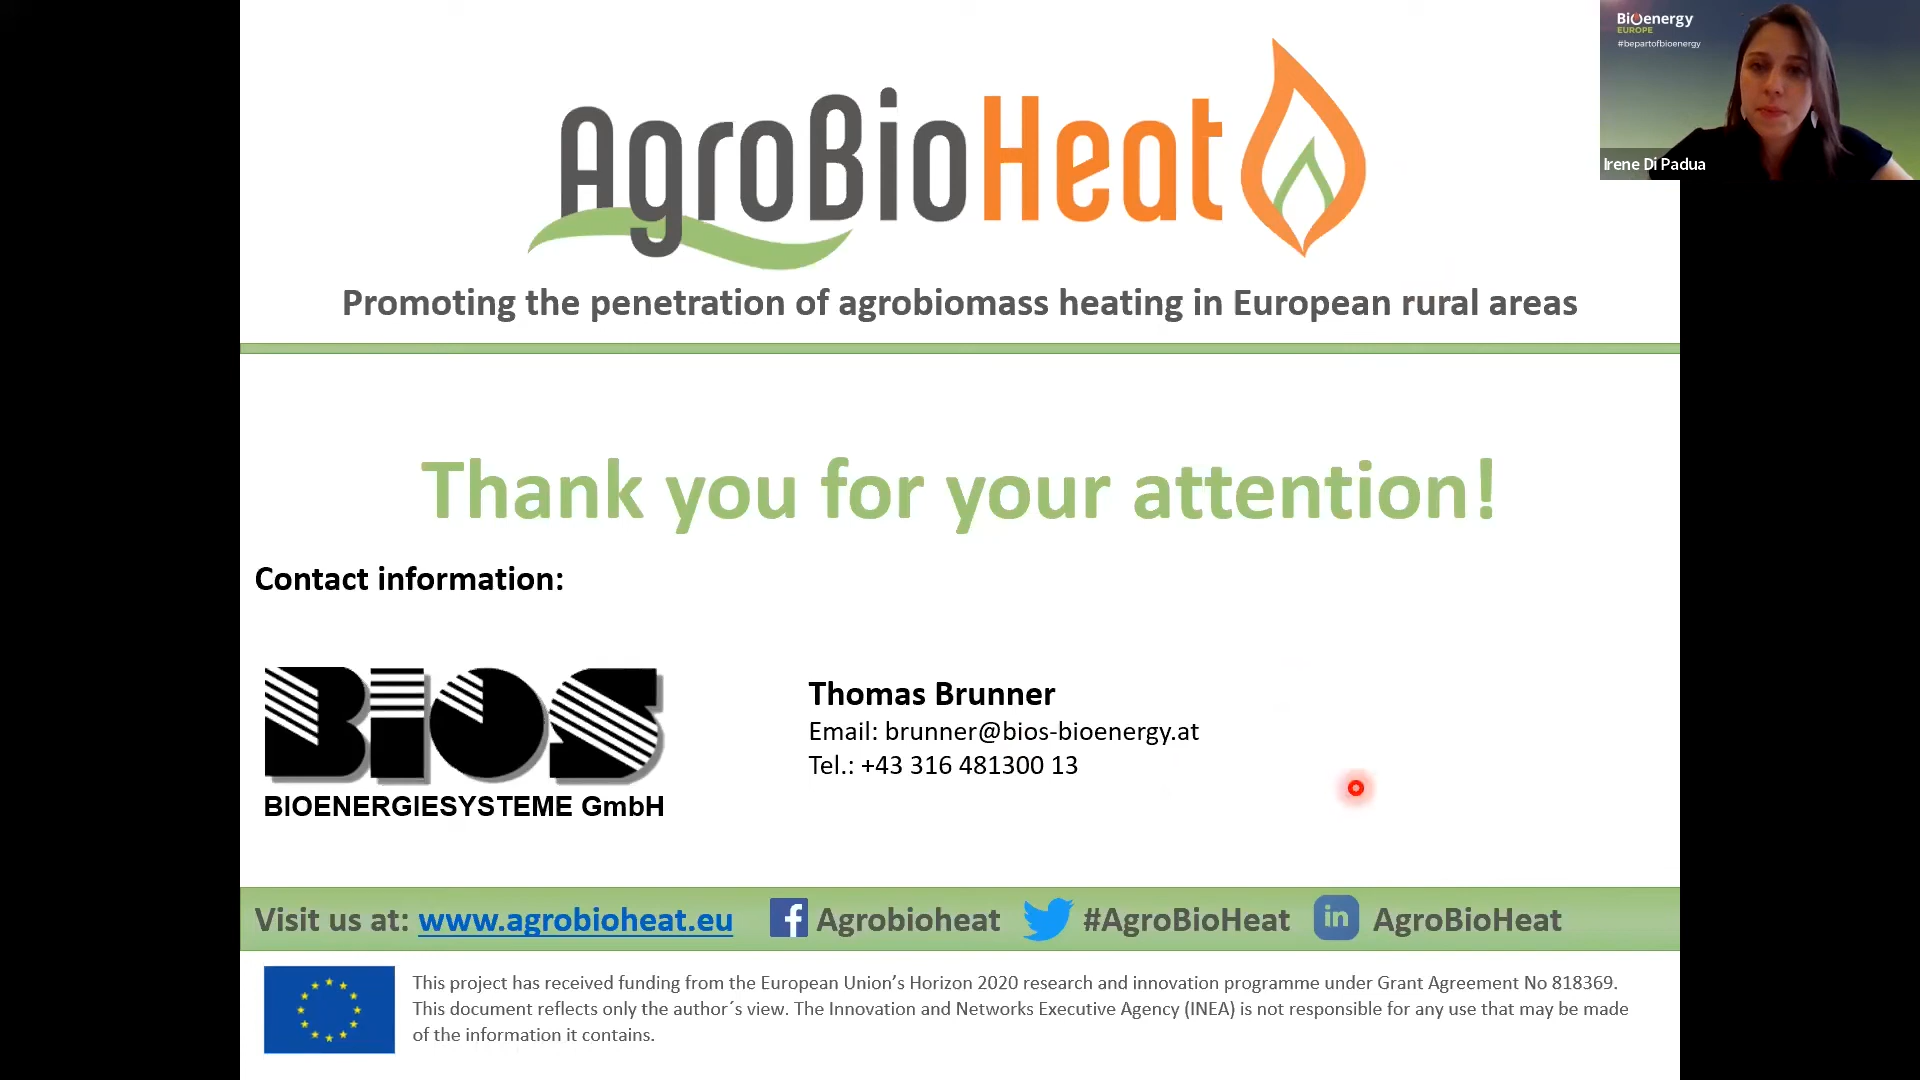 BiOenergy
EUROPE
#bepartofbioenergy
Irene Di Padua
AgroBioHeat
Promoting the penetration of agrobiomass heating in European rural areas
Thank you for your attention!
Contact information:
BIOS
BIOENERGIESYSTEME GmbH
Thomas Brunner
Email: brunner@bios-bioenergy.at
Tel.: +43 316 481300 13
Visit us at: www.agrobioheat.eu f Agrobioheat #AgroBioHeat in AgroBioHeat
This project has received funding from the European Union’s Horizon 2020 research and innovation programme under Grant Agreement No 818369.
This document reflects only the author´s view. The Innovation and Networks Executive Agency (INEA) is not responsible for any use that may be made
of the information it contains.